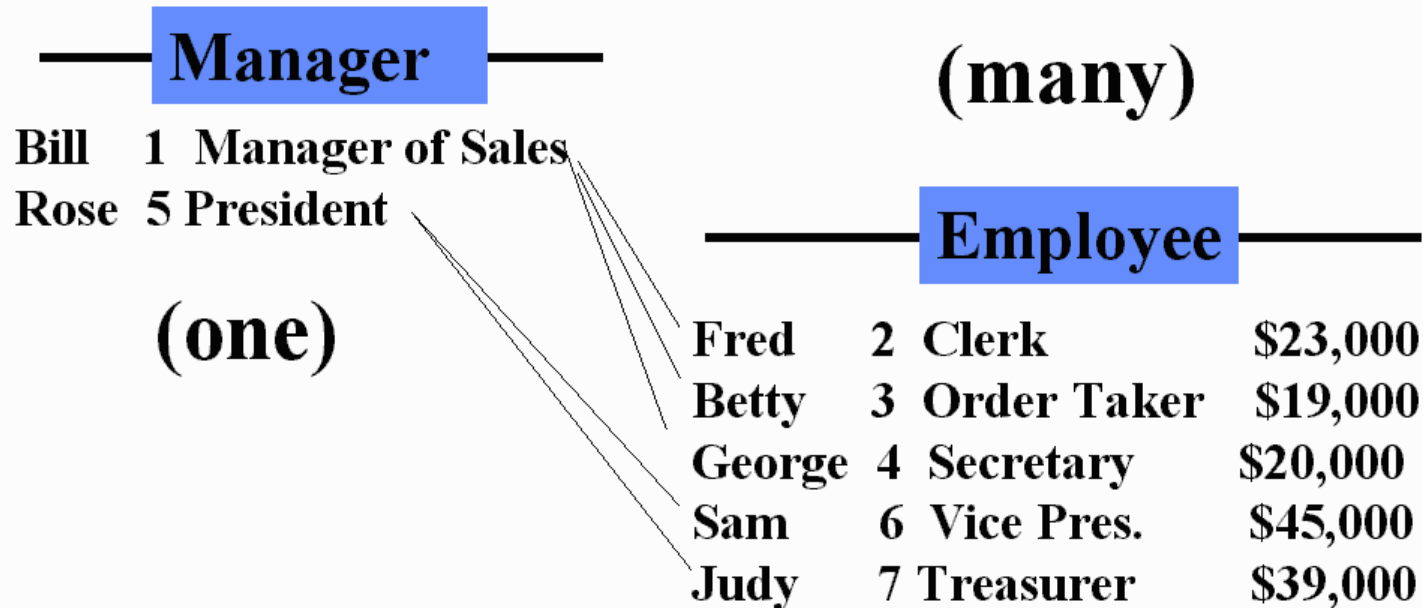 Manager
(many)
Bill 1 Manager of Sales
Rose 5 President
Employee
(one)
Fred 2 Clerk $23,000
Betty 3 Order Taker $19,000
George 4 Secretary $20,000
Sam 6 Vice Pres. $45,000
Judy 7 Treasurer $39,000